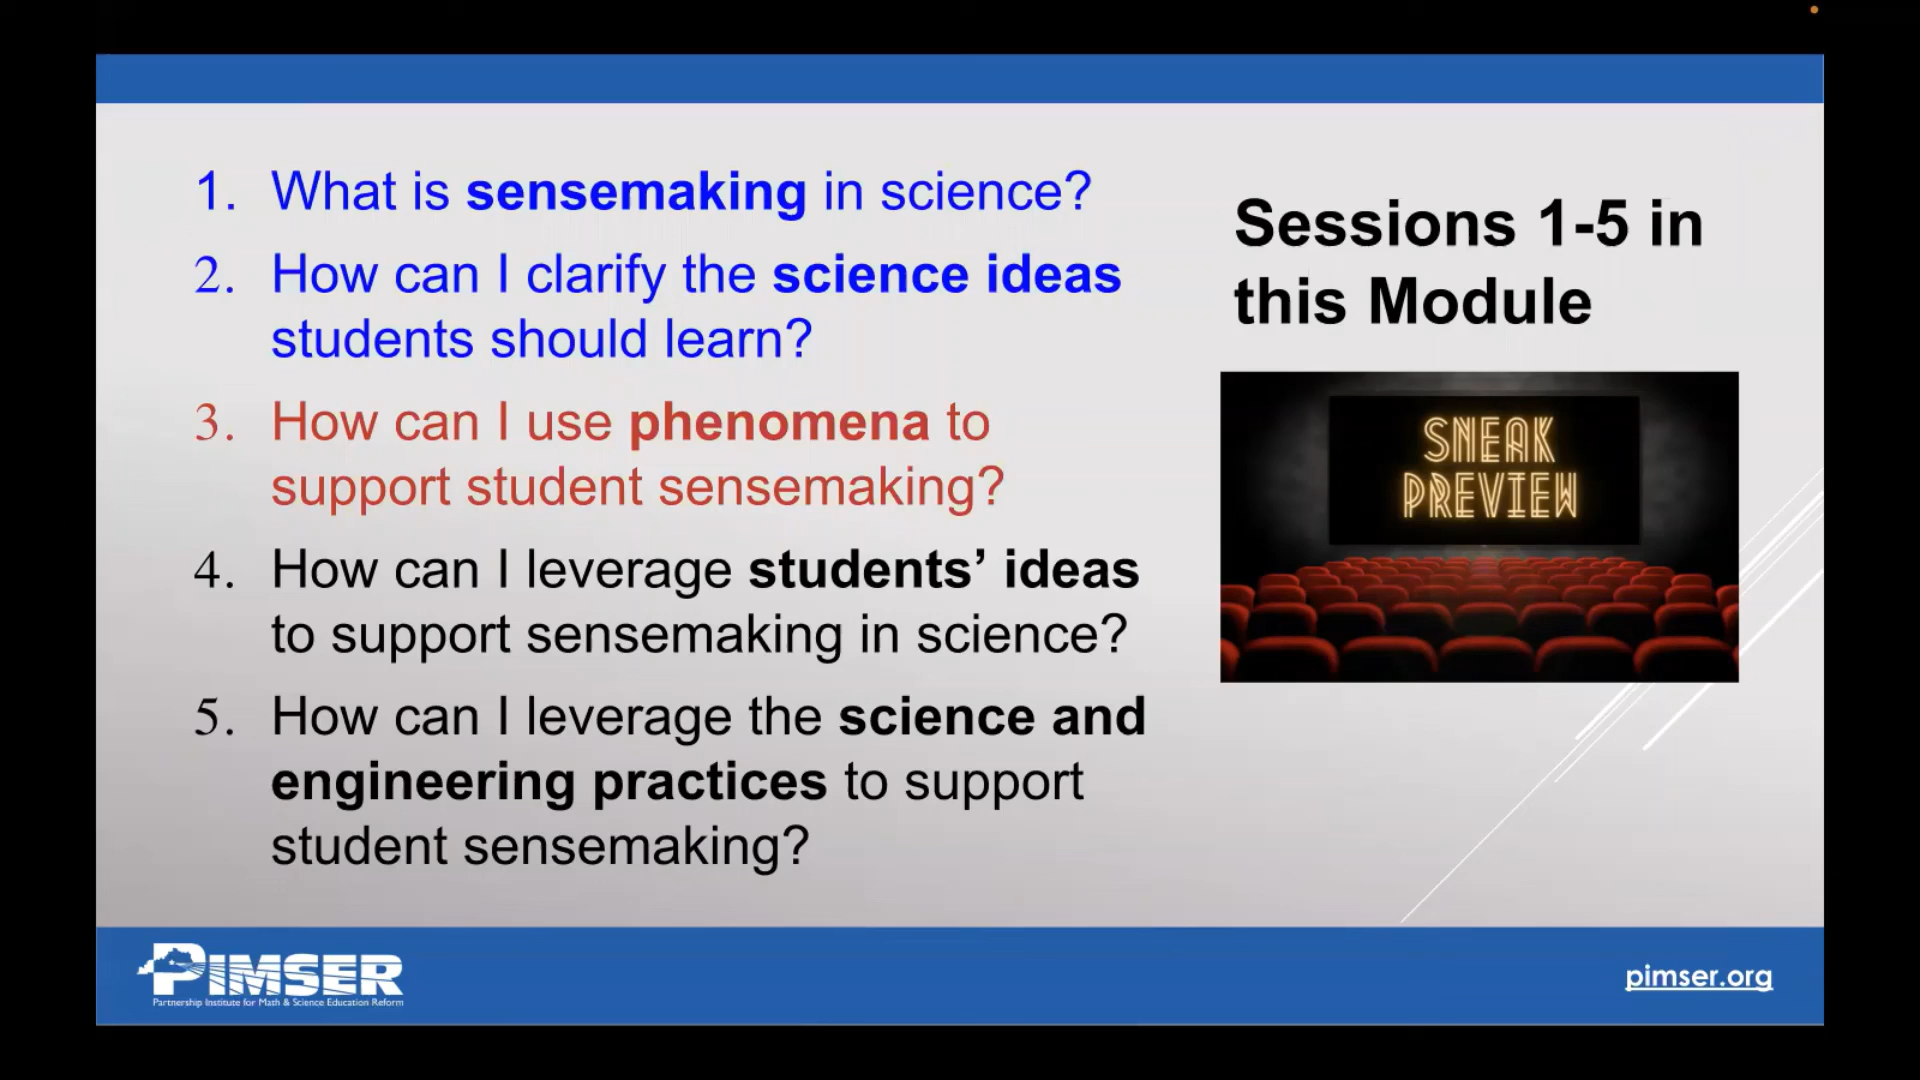 1. What is sensemaking in science?
2. How can I clarify the science ideas
students should learn?
3. How can I use phenomena to
support student sensemaking?
4. How can I leverage students’ ideas
to support sensemaking in science?
5. How can I leverage the science and
engineering practices to support
student sensemaking?
Sessions 1-5 in
this Module
SNEAK
PREVIEW
PIMSER
Partnership Institute for Math & Science Education Reform
pimser.org